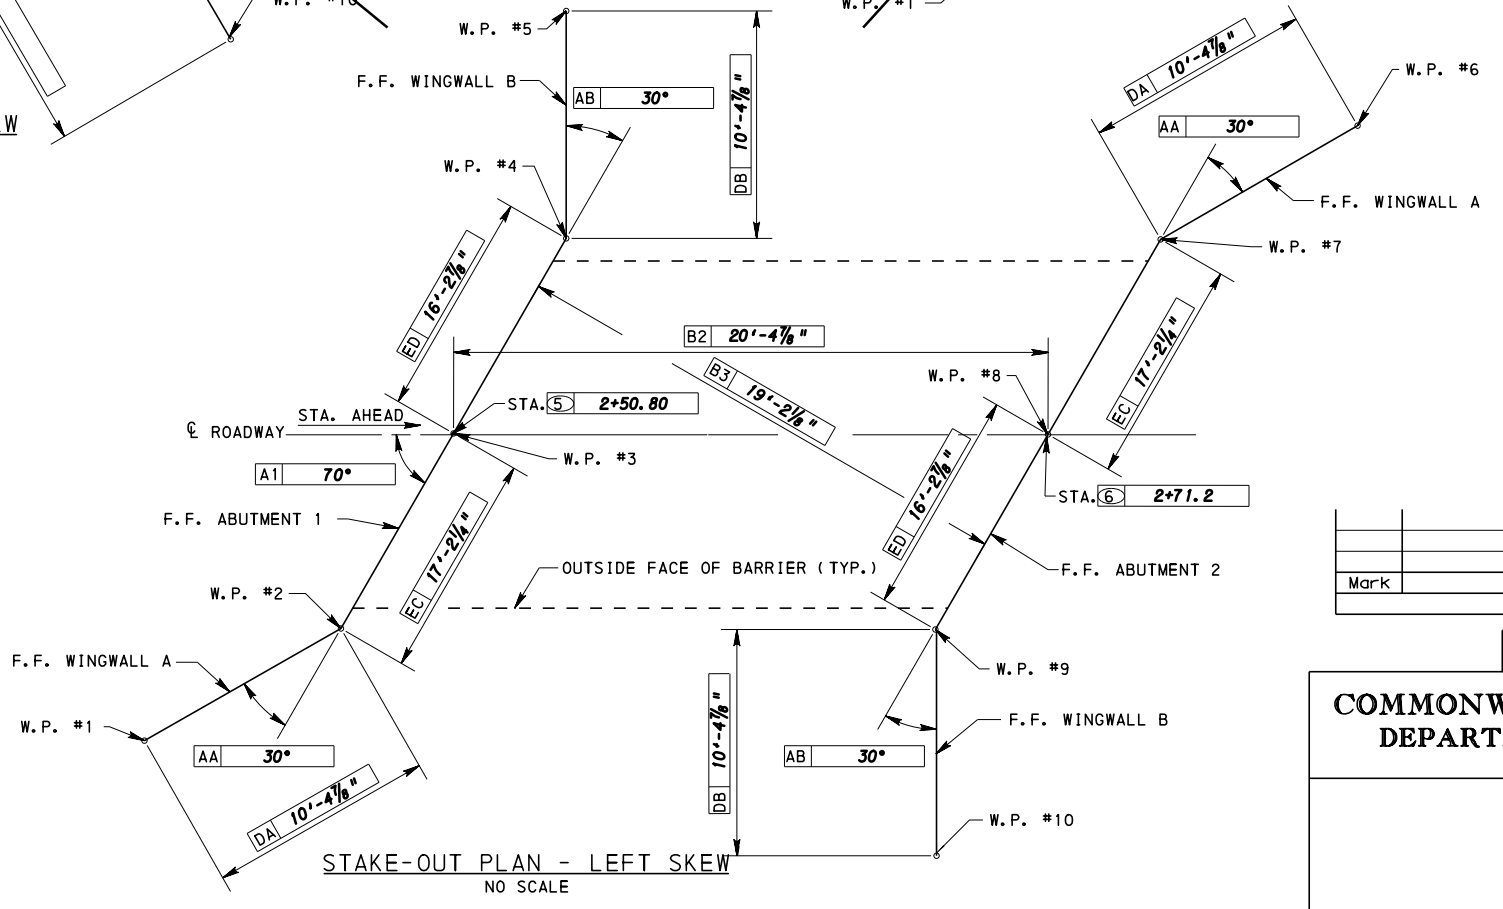 W.P. #10
W.P. #5
W.P. #1
DA 10'-4⅞"
W.P. #6
F.F. WINGWALL B
AB 30°
DB 10'-4⅞"
AA 30°
W
W.P. #4
F.F. WINGWALL A
W.P. #7
ED 16'-2⅞"
B2 20'-4⅞"
EC 17'-2¼"
B3 19'-2⅛"
W.P. #8
STA. 5 2+50.80
STA. AHEAD
℄ ROADWAY
W.P. #3
A1 70°
ED 16'-2⅞"
STA. 6 2+71.2
F.F. ABUTMENT 1
EC 17'-2¼"
OUTSIDE FACE OF BARRIER (TYP.)
F.F. ABUTMENT 2
Mark
W.P. #2
F.F. WINGWALL A
W.P. #9
W.P. #1
DB 10'-4⅞"
F.F. WINGWALL B
COMMONW
DEPART
AA 30°
AB 30°
DA 10'-4⅞"
W.P. #10
STAKE-OUT PLAN - LEFT SKEW
NO SCALE